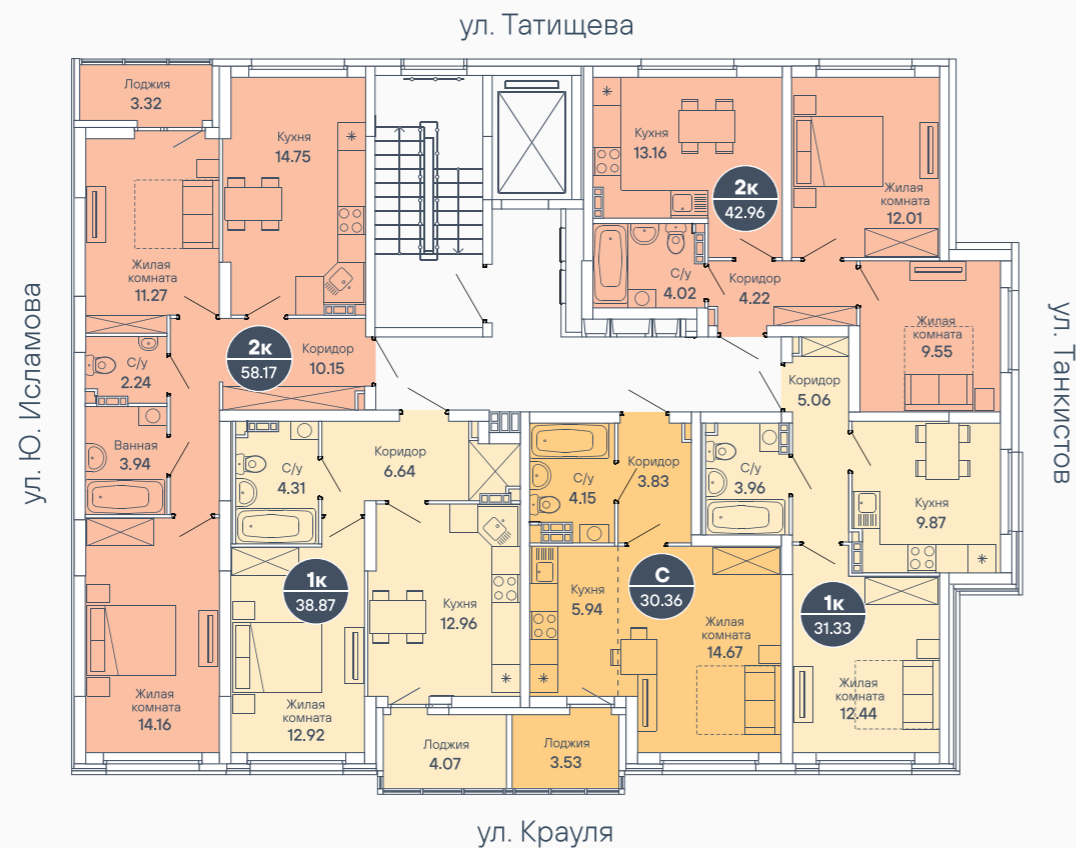 ул. Татищева
Лоджия
3.32
Кухня
14.75
Кухня
13.16
2к
42.96
Жилая
комната
12.01
Жилая
комната
11.27
С/у
4.02
Коридор
4.22
Жилая
комната
9.55
ул. Ю. Исламова
ул. Танкистов
2к
58.17
Коридор
10.15
С/у
2.24
Коридор
5.06
Ванная
3.94
С/у
4.31
Коридор
6.64
С/у
4.15
Коридор
3.83
С/у
3.96
Кухня
9.87
1к
38.87
Кухня
12.96
Кухня
5.94
С
30.36
Жилая
комната
14.67
1к
31.33
Жилая
комната
14.16
Жилая
комната
12.92
Жилая
комната
12.44
Лоджия
4.07
Лоджия
3.53
ул. Крауля